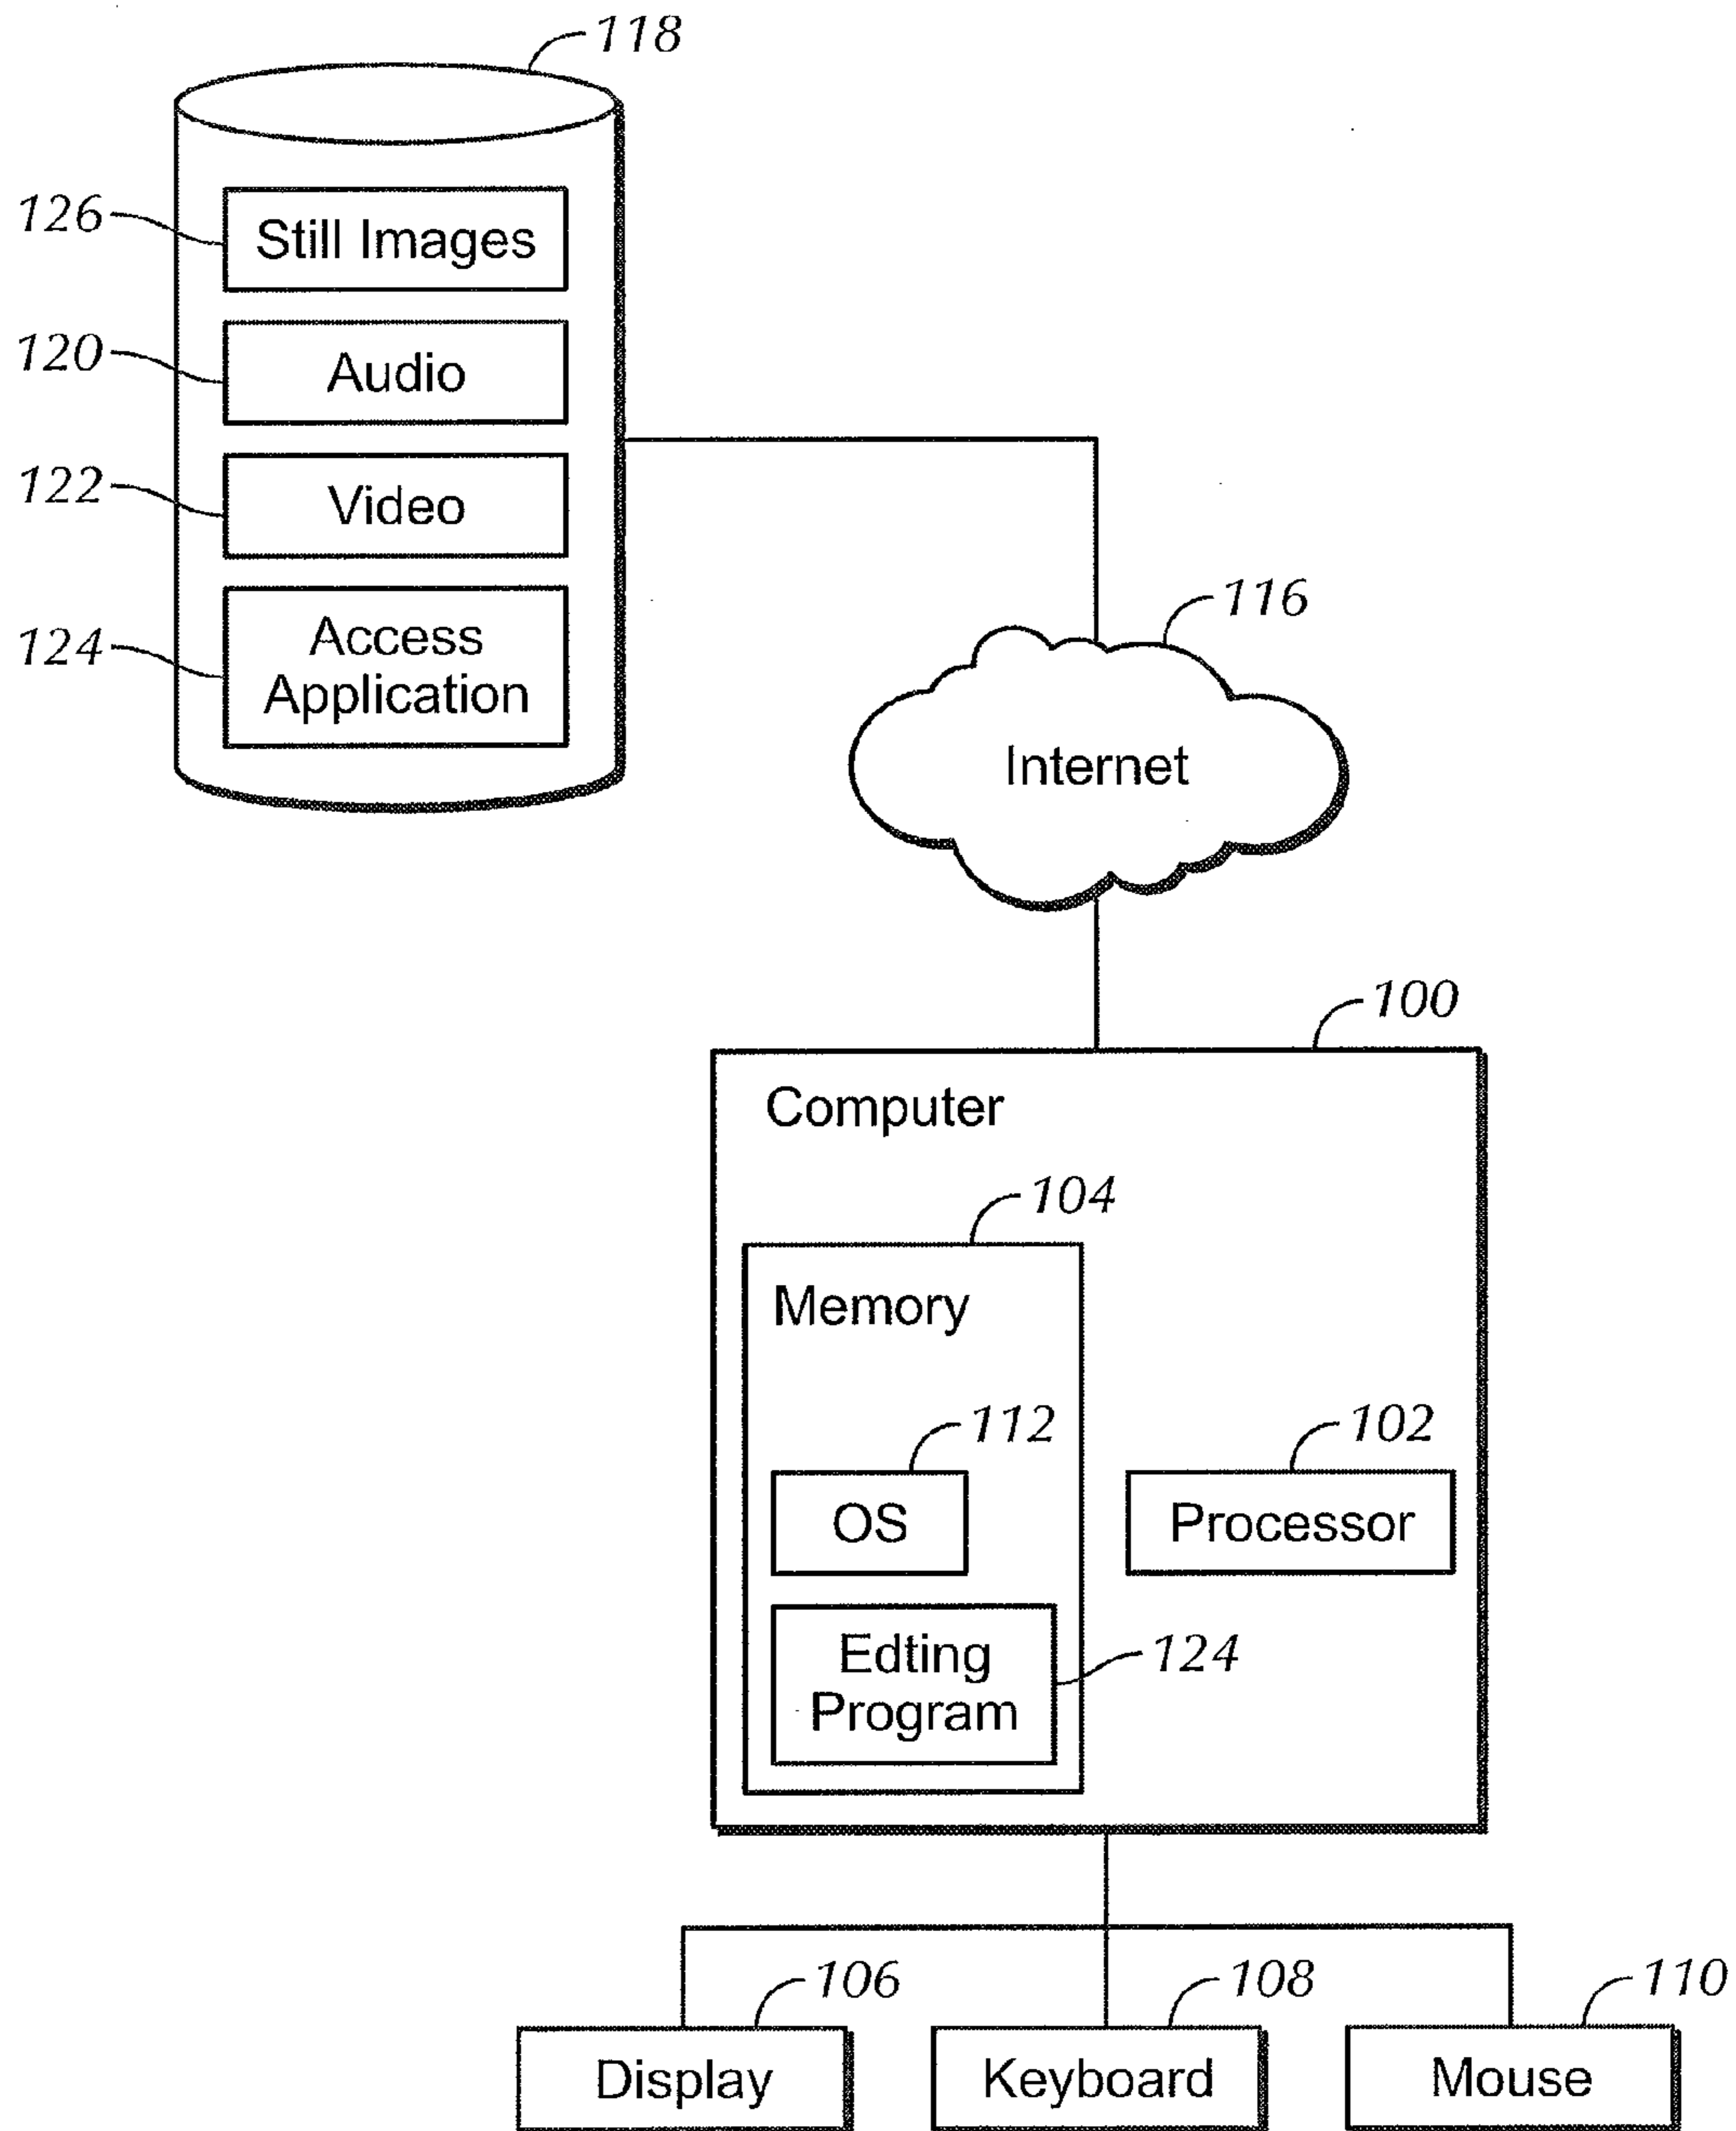 118
126
Still Images
120
Audio
122
Video
124
Access
Application
116
Internet
100
Computer
104
Memory
112
OS
102
Processor
Edting
Program
124
106
Display
108
Keyboard
110
Mouse